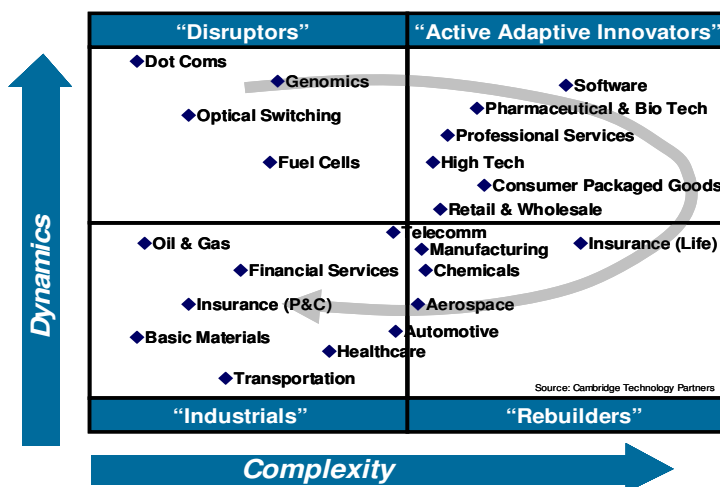 “Disruptors”
“Active Adaptive Innovators”
Dot Coms
Genomics
Software
Optical Switching
Pharmaceutical & Bio Tech
Professional Services
Fuel Cells
High Tech
Consumer Packaged Goods
Retail & Wholesale
Dynamics
Telecomm
Oil & Gas
Manufacturing
Insurance (Life)
Financial Services
Chemicals
Insurance (P&C)
Aerospace
Basic Materials
Automotive
Healthcare
Transportation
Source: Cambridge Technology Partners
“Industrials”
“Rebuilders”
Complexity